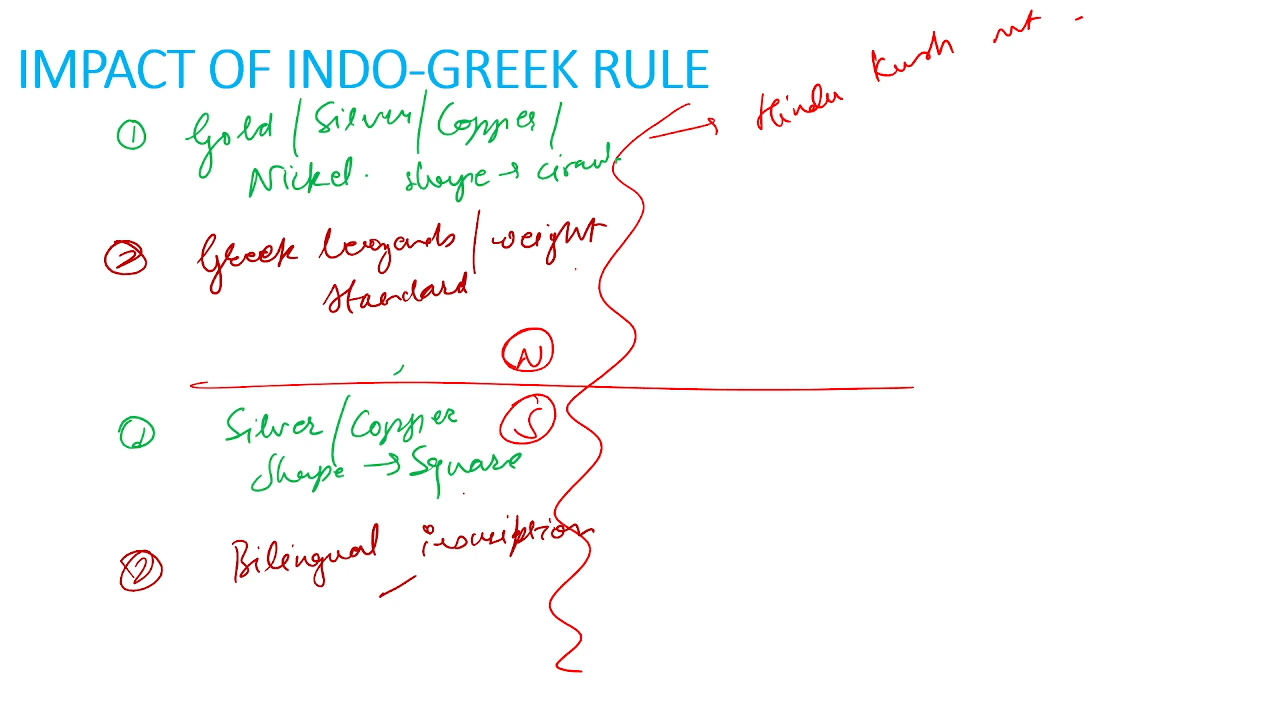 IMPACT OF INDO-GREEK RULE
Hindu Kush mt -
① Gold / Silver / Copper /
Nickel. shape →
② Greek legends / weight
standard
N
S
① Silver / Copper
Shape → Square
② Bilingual inscription